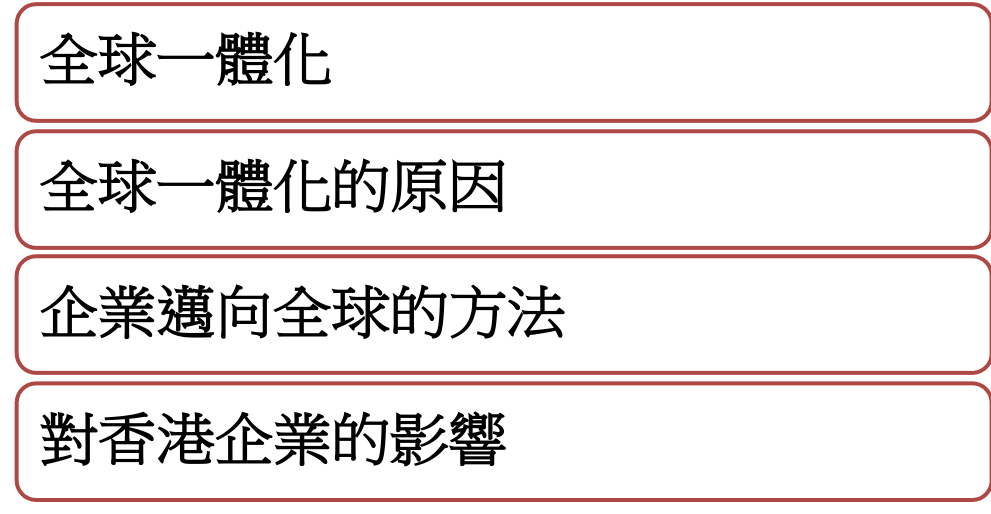 全球一體化
全球一體化的原因
企業邁向全球的方法
對香港企業的影響